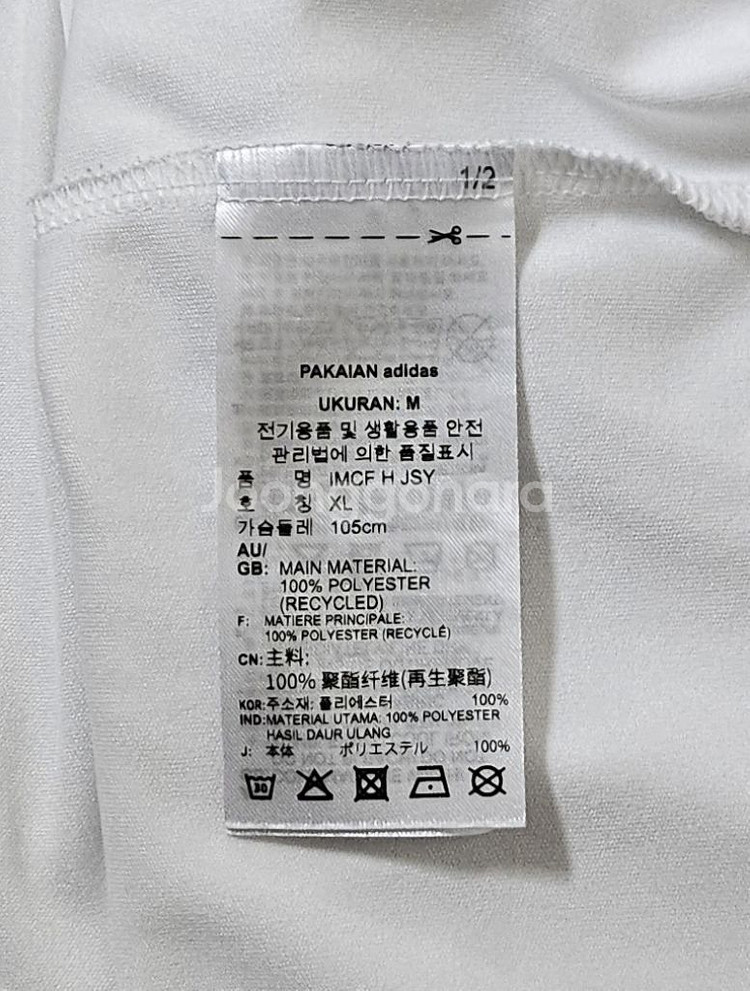 1/2
PAKAIAN adidas
UKURAN: M
전기용품 및 생활용품 안전
관리법에 의한 품질표시
품 명 IMCF H JSY
호 칭 XL
가슴둘레 105cm
AU/
GB: MAIN MATERIAL:
100% POLYESTER
(RECYCLED)
F: MATIERE PRINCIPALE:
100% POLYESTER (RECYCLÉ)
CN: 主料:
100% 聚酯纤维(再生聚酯)
KOR: 주소재: 폴리에스터 100%
IND: MATERIAL UTAMA: 100% POLYESTER
HASIL DAUR ULANG
J: 本体 ポリエステル 100%
30
Joongonara